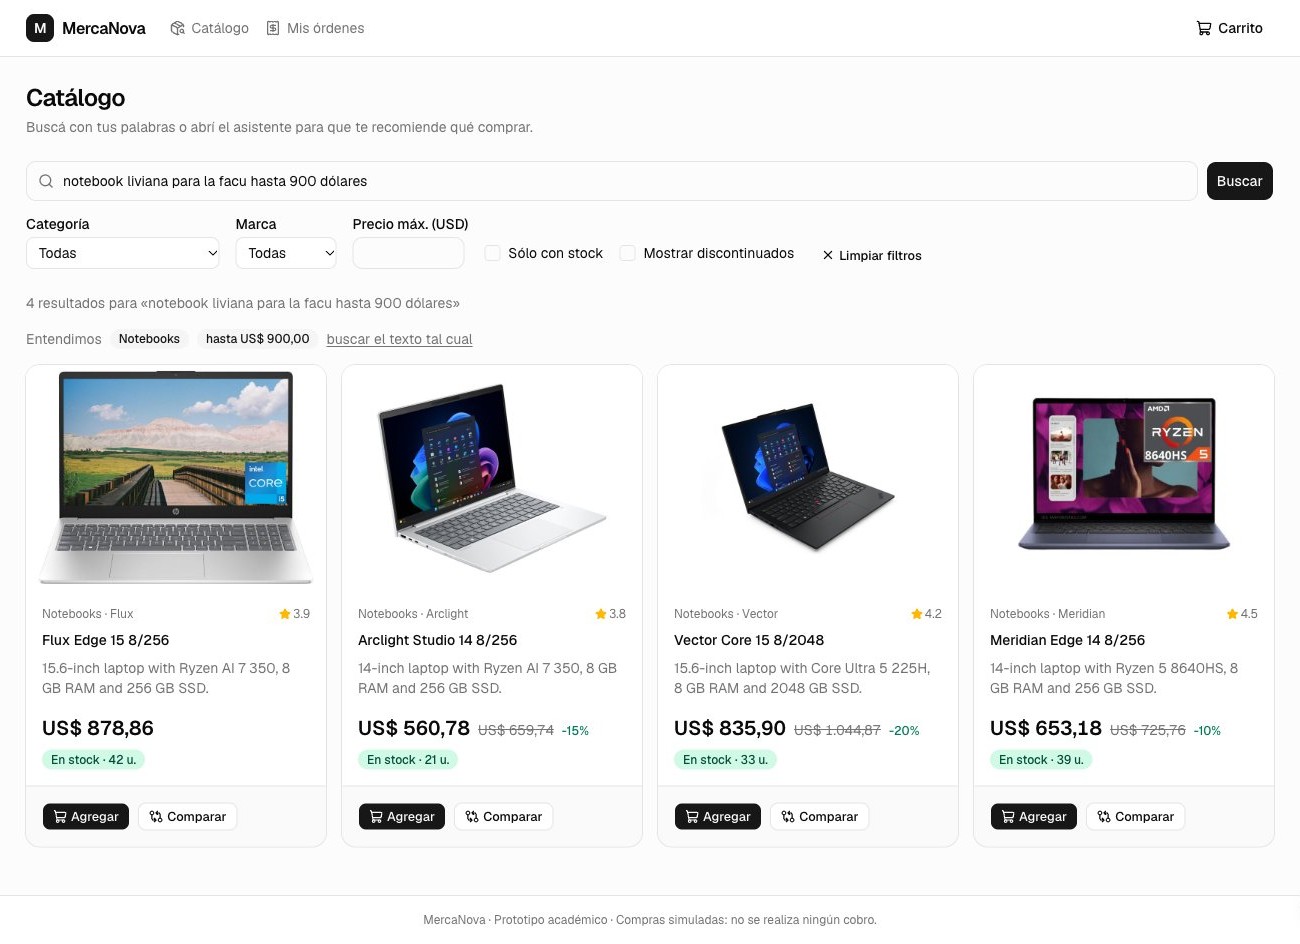 M MercaNova Catálogo Mis órdenes Carrito
Catálogo
Buscá con tus palabras o abrí el asistente para que te recomiende qué comprar.
notebook liviana para la facu hasta 900 dólares Buscar
Categoría Marca Precio máx. (USD)
Todas Todas Sólo con stock Mostrar discontinuados Limpiar filtros
4 resultados para «notebook liviana para la facu hasta 900 dólares»
Entendimos Notebooks hasta US$ 900,00 buscar el texto tal cual
intel
CORE
i5
hp
AMD
RYZEN
8640HS 5
Notebooks · Flux 3.9
Flux Edge 15 8/256
15.6-inch laptop with Ryzen AI 7 350, 8
GB RAM and 256 GB SSD.
US$ 878,86
En stock · 42 u.
Agregar Comparar
Notebooks · Arclight 3.8
Arclight Studio 14 8/256
14-inch laptop with Ryzen AI 7 350, 8 GB
RAM and 256 GB SSD.
US$ 560,78 US$ 659,74 -15%
En stock · 21 u.
Agregar Comparar
Notebooks · Vector 4.2
Vector Core 15 8/2048
15.6-inch laptop with Core Ultra 5 225H,
8 GB RAM and 2048 GB SSD.
US$ 835,90 US$ 1.044,87 -20%
En stock · 33 u.
Agregar Comparar
Notebooks · Meridian 4.5
Meridian Edge 14 8/256
14-inch laptop with Ryzen 5 8640HS, 8
GB RAM and 256 GB SSD.
US$ 653,18 US$ 725,76 -10%
En stock · 39 u.
Agregar Comparar
MercaNova · Prototipo académico · Compras simuladas: no se realiza ningún cobro.